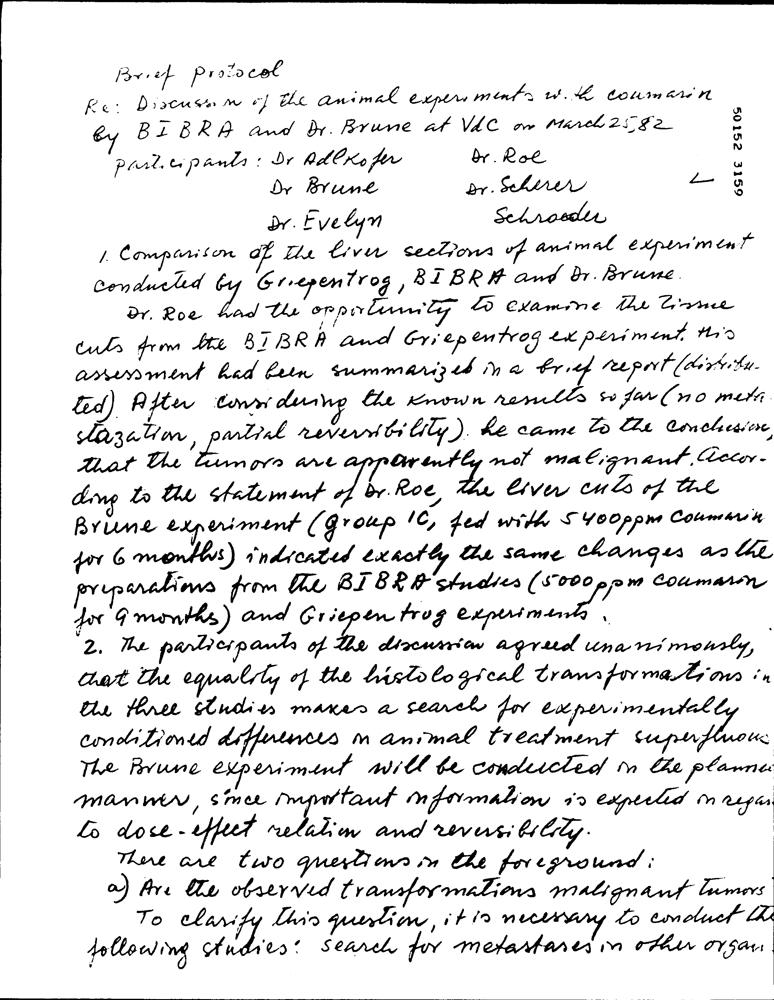 Brief Protocol
Re: Discussion of the animal experiments with coumarin
by BIBRA and Dr. Brune at VdC on March 25, 82
participants: Dr Adlkofer Dr. Roe
Dr Brune Dr. Scherer
Dr. Evelyn Schroeder
50152 3159
1. Comparison of the liver sections of animal experiment
conducted by Griepentrog, BIBRA and Dr. Brune.
Dr. Roe had the opportunity to examine the tissue
cuts from the BIBRA and Griepentrog experiment. His
assessment had been summarized in a brief report (distribu-
ted). After considering the known results so far (no meta
stazation, partial reversibility) he came to the conclusion,
that the tumors are apparently not malignant. Accor-
ding to the statement of Dr. Roe, the liver cuts of the
Brune experiment (group 1C, fed with 5400ppm Coumarin
for 6 months) indicated exactly the same changes as the
preparations from the BIBRA studies (5000ppm coumaron
for 9 months) and Griepentrog experiments.
2. The participants of the discussion agreed unanimously,
that the equality of the histological transformations in
the three studies makes a search for experimentally
conditioned differences in animal treatment superfluous
The Brune experiment will be conducted in the planned
manner, since important information is expected in regar
to dose-effect relation and reversibility.
There are two questions in the foreground:
a) Are the observed transformations malignant tumors
To clarify this question, it is necessary to conduct the
following studies: search for metastases in other organ